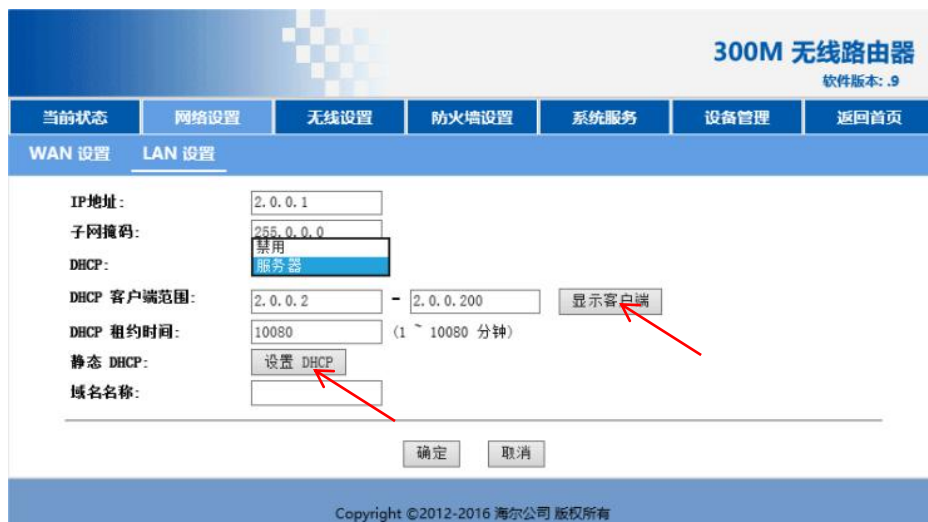 300M 无线路由器
软件版本: .9
当前状态 网络设置 无线设置 防火墙设置 系统服务 设备管理 返回首页
WAN 设置 LAN 设置
IP地址: 2.0.0.1
子网掩码: 255.0.0.0
禁用
DHCP: 服务器
DHCP 客户端范围: 2.0.0.2 - 2.0.0.200 显示客户端
DHCP 租约时间: 10080 (1 ~ 10080 分钟)
静态 DHCP: 设置 DHCP
域名名称:
确定 取消
Copyright ©2012-2016 海尔公司 版权所有